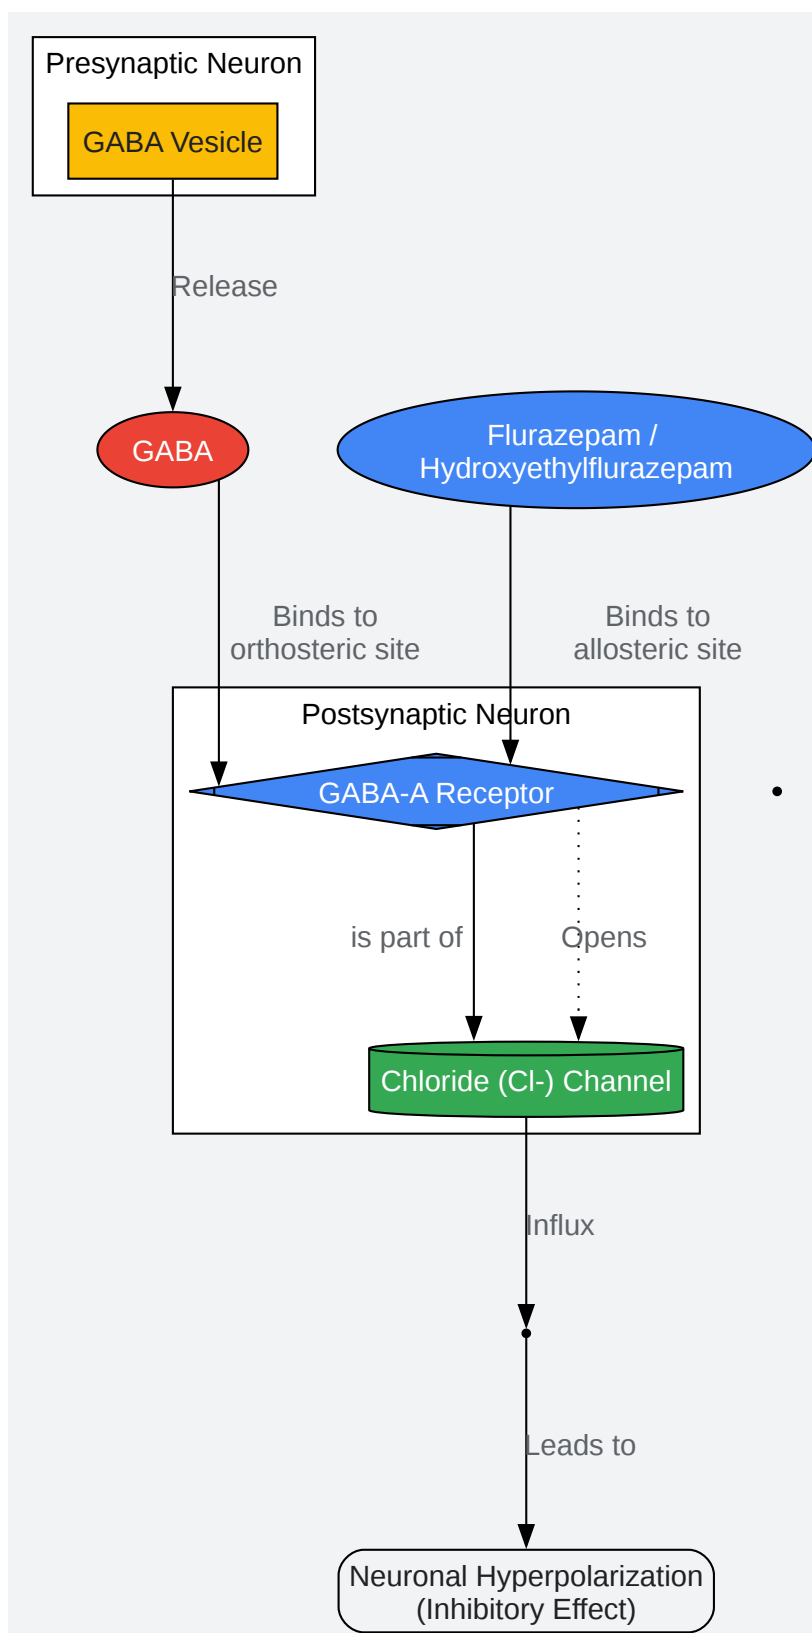 Presynaptic Neuron
GABA Vesicle
Release
GABA
Flurazepam /
Hydroxyethylflurazepam
Binds to
orthosteric site
Binds to
allosteric site
Postsynaptic Neuron
GABA-A Receptor
is part of
Opens
Chloride (Cl-) Channel
Influx
Leads to
Neuronal Hyperpolarization
(Inhibitory Effect)